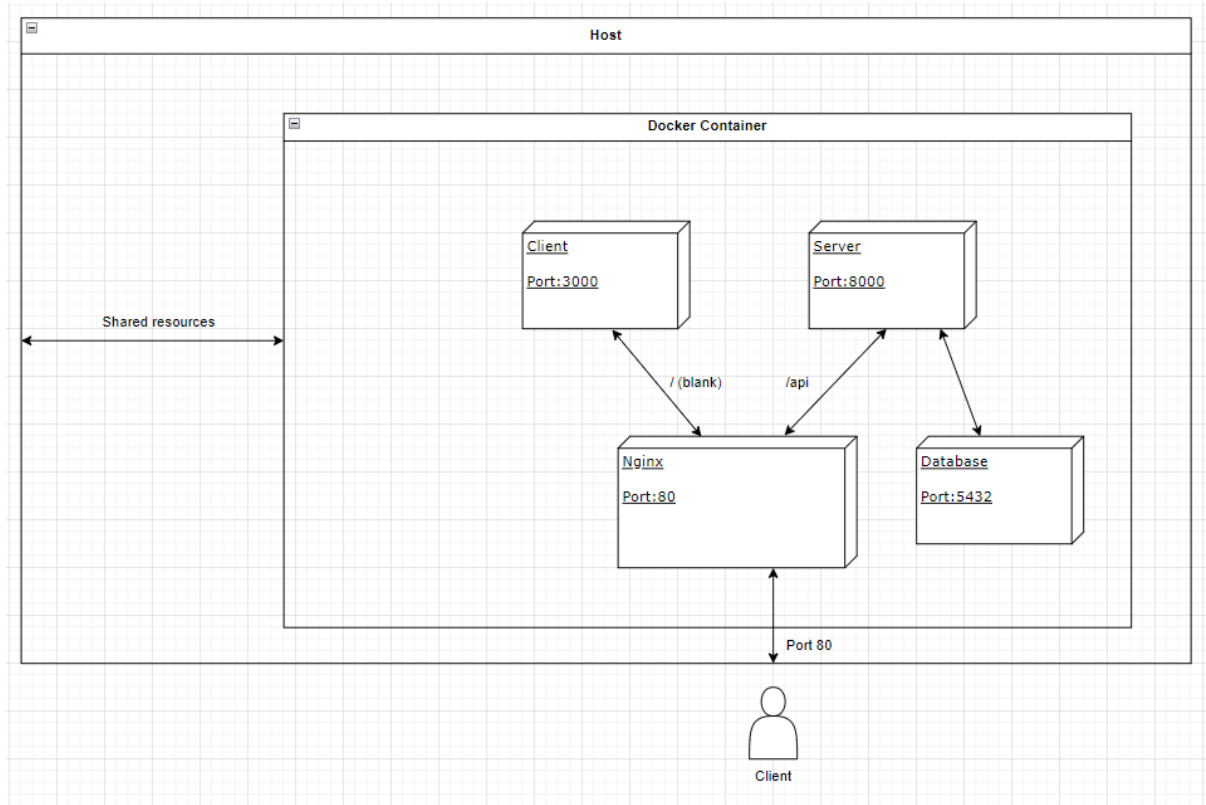 Host
Docker Container
Client
Port:3000
Server
Port:8000
Shared resources
/ (blank)
/api
Nginx
Port:80
Database
Port:5432
Port 80
Client